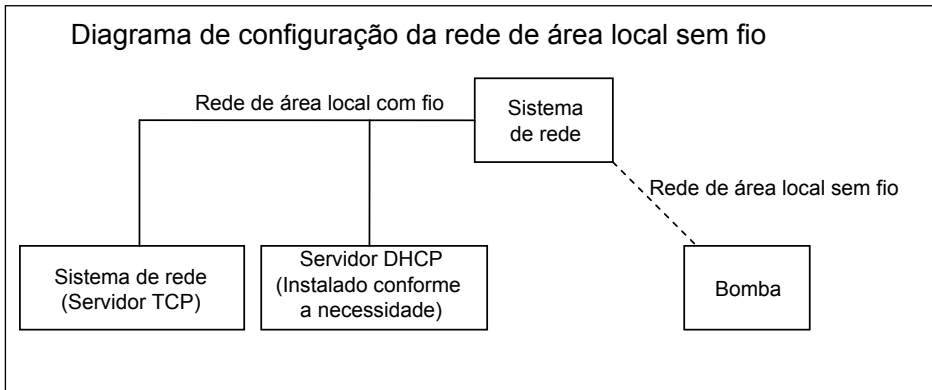 Diagrama de configuração da rede de área local sem fio
Rede de área local com fio
Sistema
de rede
Rede de área local sem fio
Sistema de rede
(Servidor TCP)
Servidor DHCP
(Instalado conforme
a necessidade)
Bomba